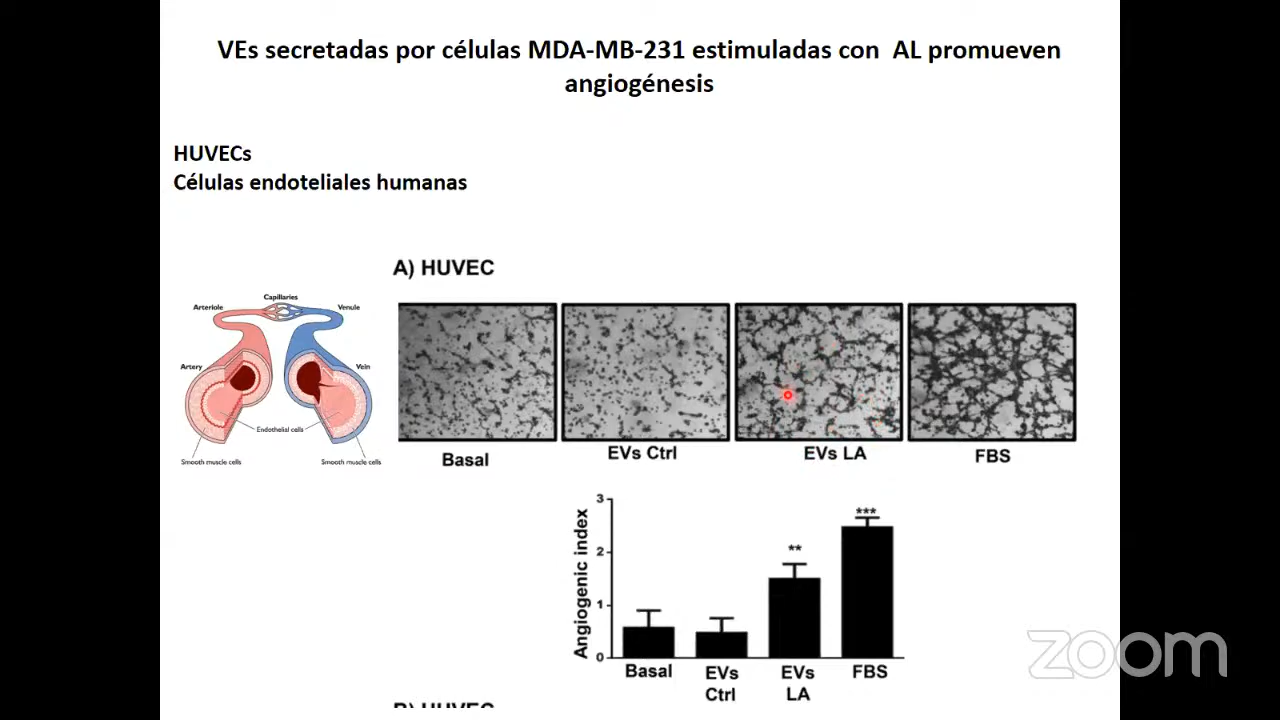 VEs secretadas por células MDA-MB-231 estimuladas con AL promueven
angiogénesis
HUVECs
Células endoteliales humanas
A) HUVEC
Capillaries
Arteriole
Venule
Artery
Vein
Endothelial cells
Smooth muscle cells
Smooth muscle cells
Basal
EVs Ctrl
EVs LA
FBS
Angiogenic index
3
2
1
0
**
***
Basal
EVs
Ctrl
EVs
LA
FBS
B) HUVEC
zoom